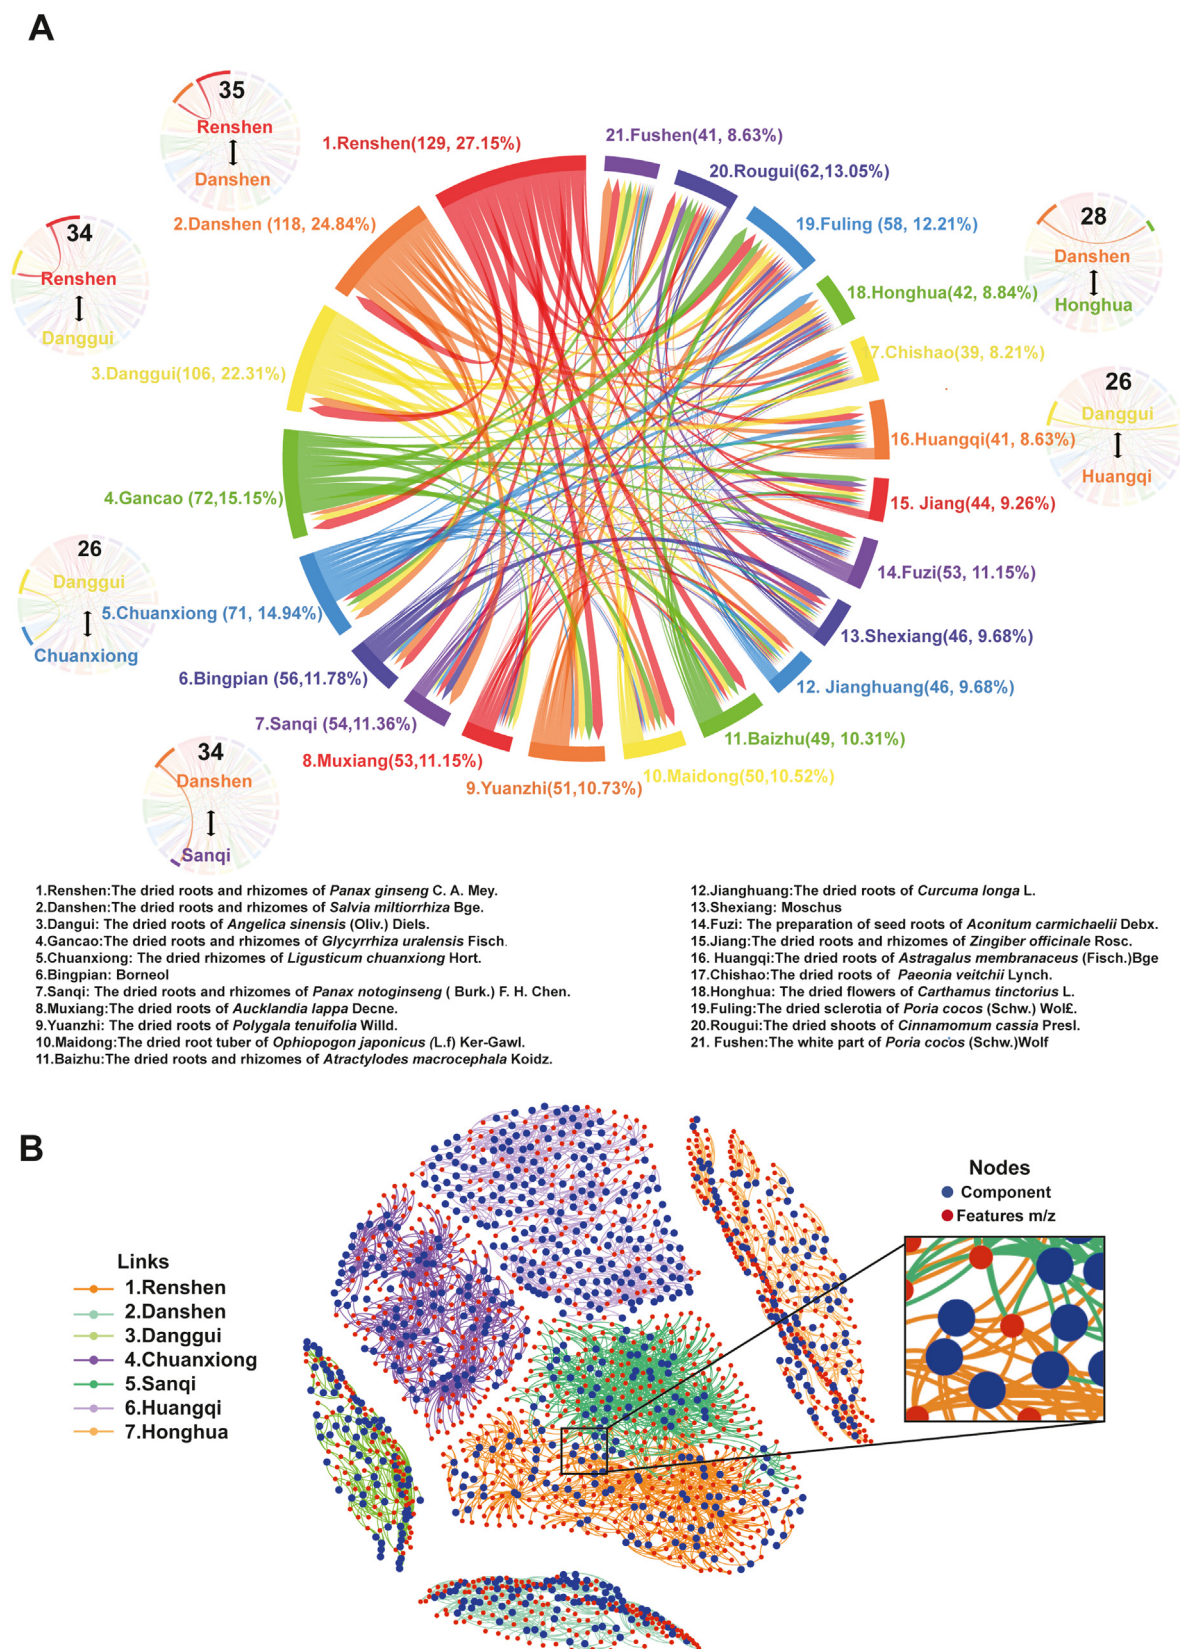 A
35
Renshen
Danshen
34
Renshen
Danggui
26
Danggui
Chuanxiong
34
Danshen
Sanqi
28
Danshen
Honghua
26
Danggui
Huangqi
1.Renshen(129, 27.15%)
2.Danshen (118, 24.84%)
3.Danggui(106, 22.31%)
4.Gancao (72,15.15%)
5.Chuanxiong (71, 14.94%)
6.Bingpian (56,11.78%)
7.Sanqi (54,11.36%)
8.Muxiang(53,11.15%)
9.Yuanzhi(51,10.73%)
10.Maidong(50,10.52%)
11.Baizhu(49, 10.31%)
12. Jianghuang(46, 9.68%)
13.Shexiang(46, 9.68%)
14.Fuzi(53, 11.15%)
15. Jiang(44, 9.26%)
16.Huangqi(41, 8.63%)
17.Chishao(39, 8.21%)
18.Honghua(42, 8.84%)
19.Fuling (58, 12.21%)
20.Rougui(62,13.05%)
21.Fushen(41, 8.63%)
1.Renshen:The dried roots and rhizomes of Panax ginseng C. A. Mey.
2.Danshen:The dried roots and rhizomes of Salvia miltiorrhiza Bge.
3.Dangui: The dried roots of Angelica sinensis (Oliv.) Diels.
4.Gancao:The dried roots and rhizomes of Glycyrrhiza uralensis Fisch.
5.Chuanxiong: The dried rhizomes of Ligusticum chuanxiong Hort.
6.Bingpian: Borneol
7.Sanqi: The dried roots and rhizomes of Panax notoginseng ( Burk.) F. H. Chen.
8.Muxiang:The dried roots of Aucklandia lappa Decne.
9.Yuanzhi: The dried roots of Polygala tenuifolia Willd.
10.Maidong:The dried root tuber of Ophiopogon japonicus (L.f) Ker-Gawl.
11.Baizhu:The dried roots and rhizomes of Atractylodes macrocephala Koidz.
12.Jianghuang:The dried roots of Curcuma longa L.
13.Shexiang: Moschus
14.Fuzi: The preparation of seed roots of Aconitum carmichaelii Debx.
15.Jiang:The dried roots and rhizomes of Zingiber officinale Rosc.
16. Huangqi:The dried roots of Astragalus membranaceus (Fisch.)Bge
17.Chishao:The dried roots of Paeonia veitchii Lynch.
18.Honghua: The dried flowers of Carthamus tinctorius L.
19.Fuling:The dried sclerotia of Poria cocos (Schw.) Wol£.
20.Rougui:The dried shoots of Cinnamomum cassia Presl.
21. Fushen:The white part of Poria cocos (Schw.)Wolf
B
Links
1.Renshen
2.Danshen
3.Danggui
4.Chuanxiong
5.Sanqi
6.Huangqi
7.Honghua
Nodes
Component
Features m/z